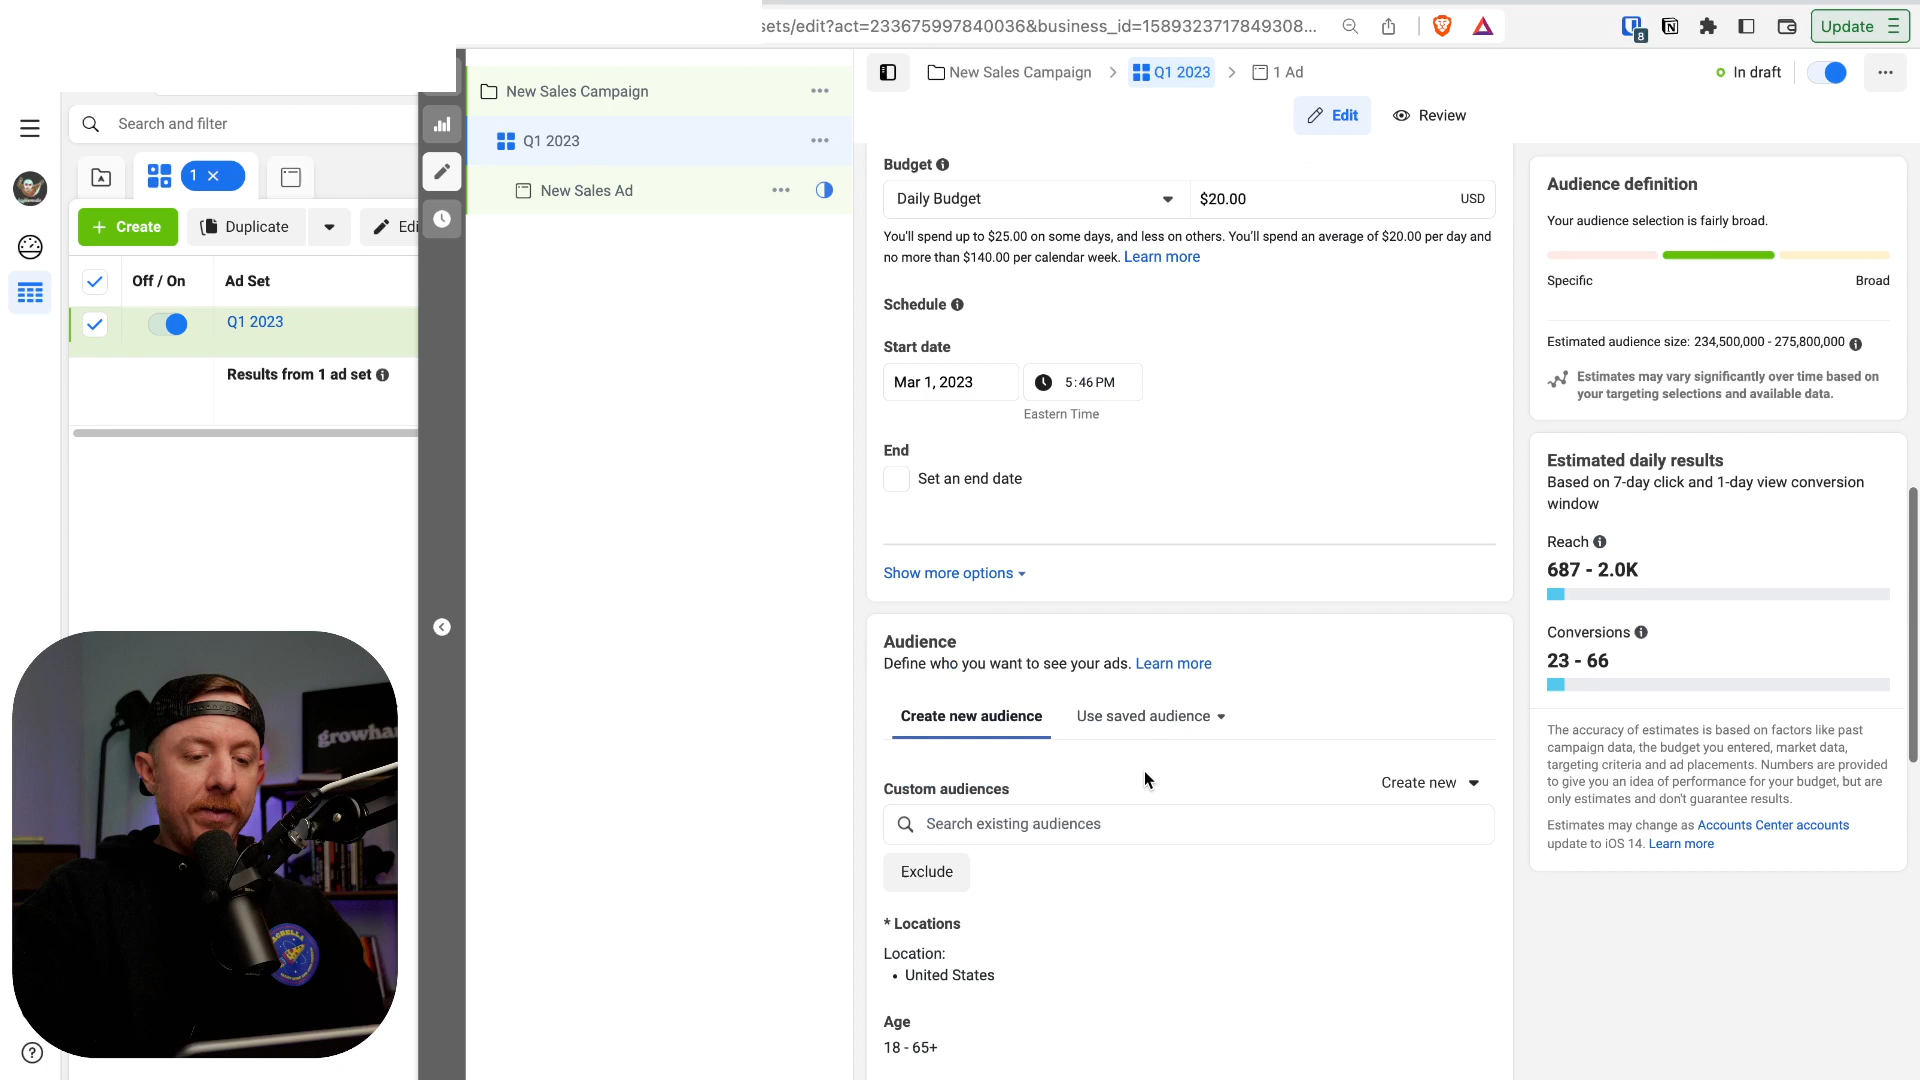 sets/edit?act=233675997840036&business_id=1589323717849308...
8
Update
New Sales Campaign
Q1 2023
New Sales Ad
New Sales Campaign
Q1 2023
1 Ad
In draft
Edit
Review
Search and filter
1
Create
Duplicate
Edi
Off / On
Ad Set
Q1 2023
Results from 1 ad set
Budget
Daily Budget
$20.00
USD
You'll spend up to $25.00 on some days, and less on others. You'll spend an average of $20.00 per day and
no more than $140.00 per calendar week. Learn more
Schedule
Start date
Mar 1, 2023
5:46 PM
Eastern Time
End
Set an end date
Show more options
Audience
Define who you want to see your ads. Learn more
Create new audience
Use saved audience
Custom audiences
Create new
Search existing audiences
Exclude
* Locations
Location:
• United States
Age
18 - 65+
Audience definition
Your audience selection is fairly broad.
Specific
Broad
Estimated audience size: 234,500,000 - 275,800,000
Estimates may vary significantly over time based on
your targeting selections and available data.
Estimated daily results
Based on 7-day click and 1-day view conversion
window
Reach
687 - 2.0K
Conversions
23 - 66
The accuracy of estimates is based on factors like past
campaign data, the budget you entered, market data,
targeting criteria and ad placements. Numbers are provided
to give you an idea of performance for your budget, but are
only estimates and don't guarantee results.
Estimates may change as Accounts Center accounts
update to iOS 14. Learn more
growha